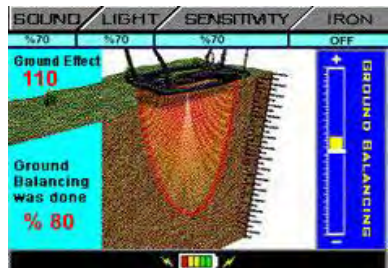 SOUND LIGHT SENSITIVITY IRON
%70 %70 %70 OFF
Ground Effect
110
Ground
Balancing
was done
% 80
+
GROUND BALANCING
-